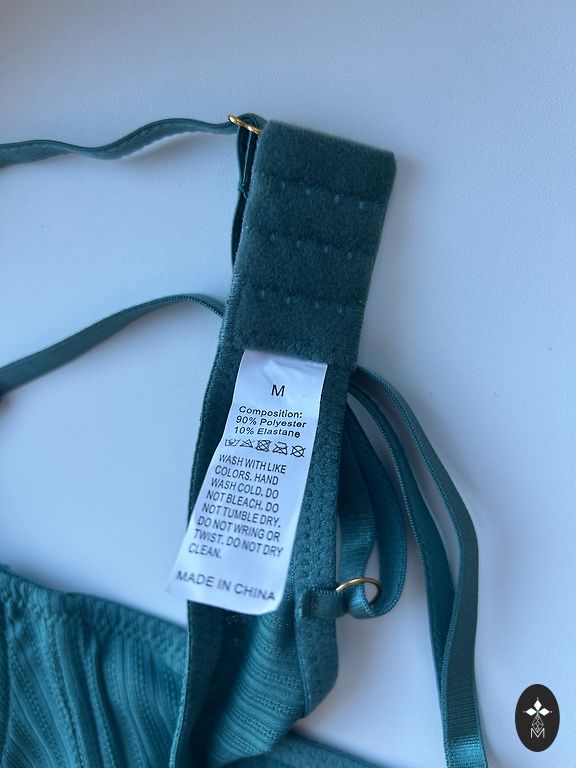 M
Composition:
90% Polyester
10% Elastane
WASH WITH LIKE
COLORS. HAND
WASH COLD. DO
NOT BLEACH. DO
NOT TUMBLE DRY.
DO NOT WRING OR
TWIST. DO NOT DRY
CLEAN.
MADE IN CHINA
M